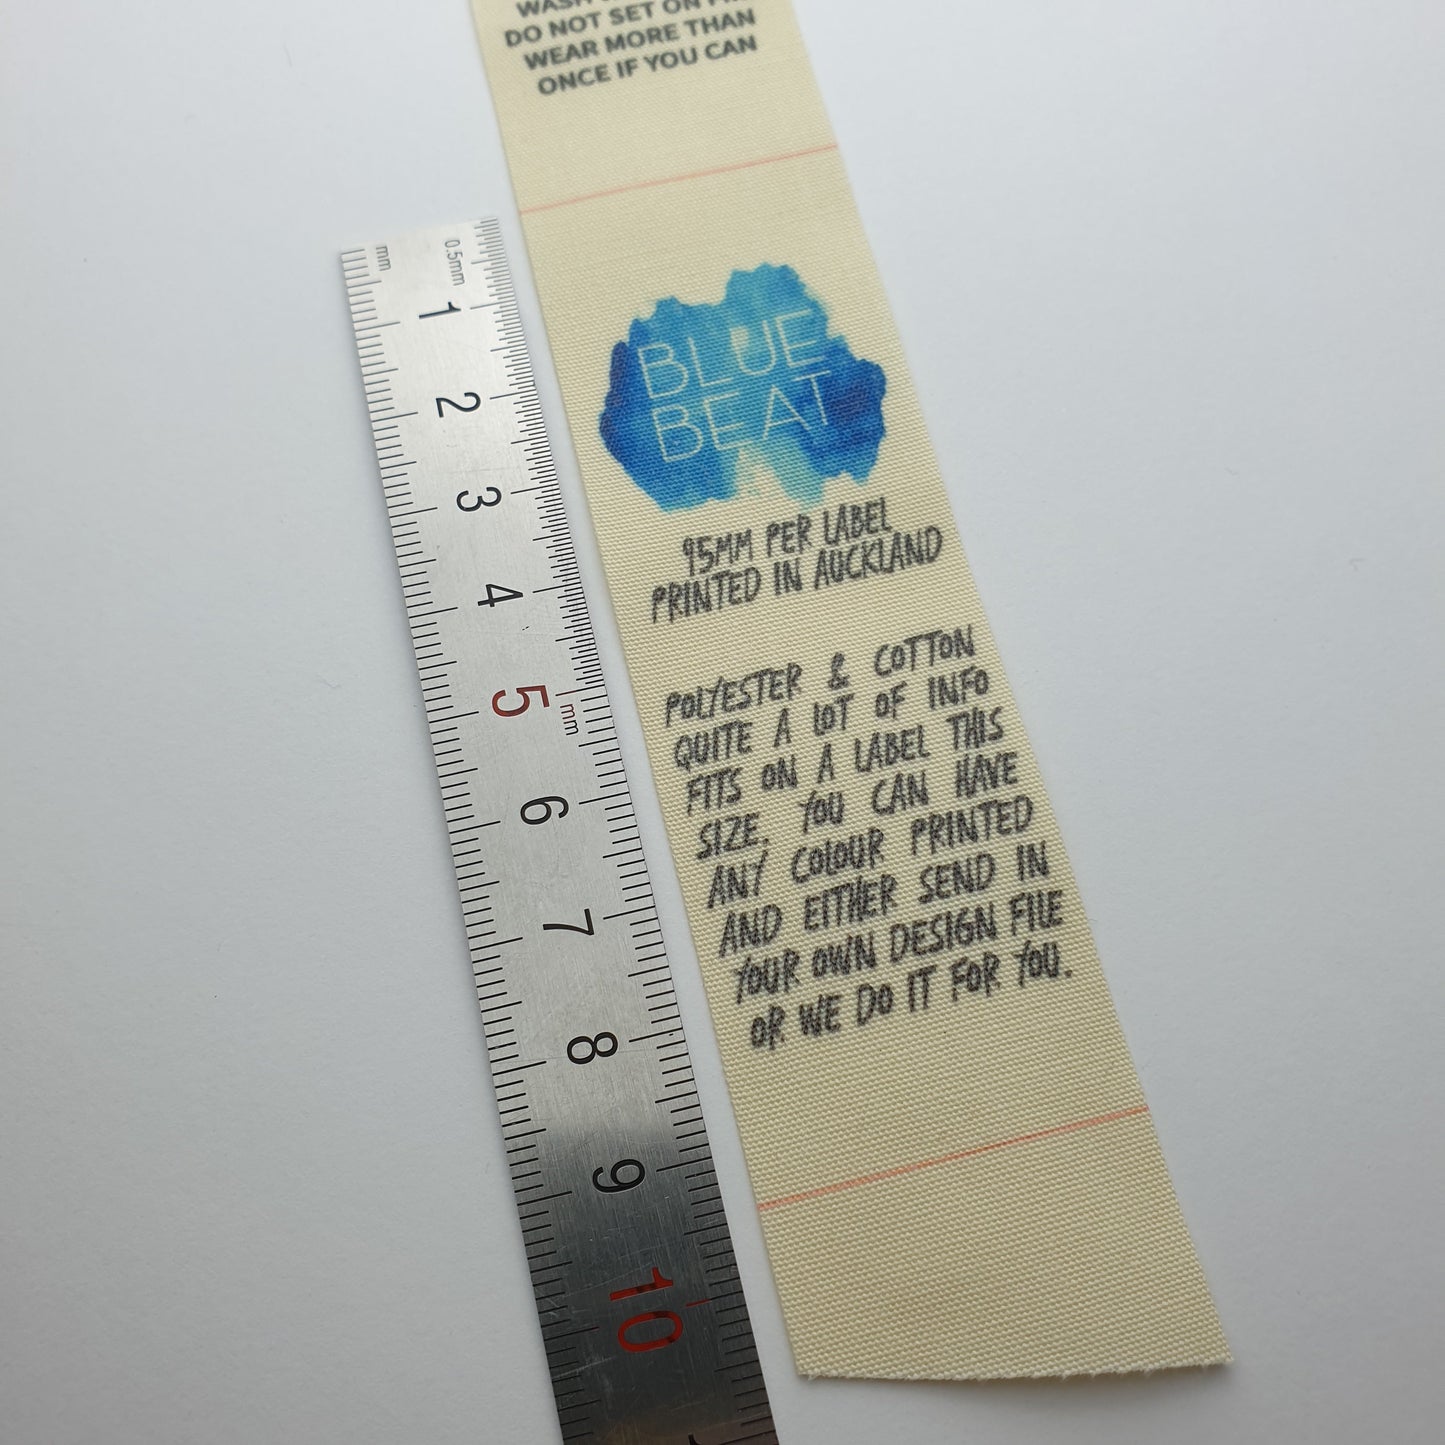 WASH
DO NOT SET ON
WEAR MORE THAN
ONCE IF YOU CAN
BLUE
BEAT
95MM PER LABEL
PRINTED IN AUCKLAND
POLYESTER & COTTON
QUITE A LOT OF INFO
FITS ON A LABEL THIS
SIZE. YOU CAN HAVE
ANY COLOUR PRINTED
AND EITHER SEND IN
YOUR OWN DESIGN FILE
OR WE DO IT FOR YOU.
mm 0.5mm
1
2
3
4
5 mm
6
7
8
9
10